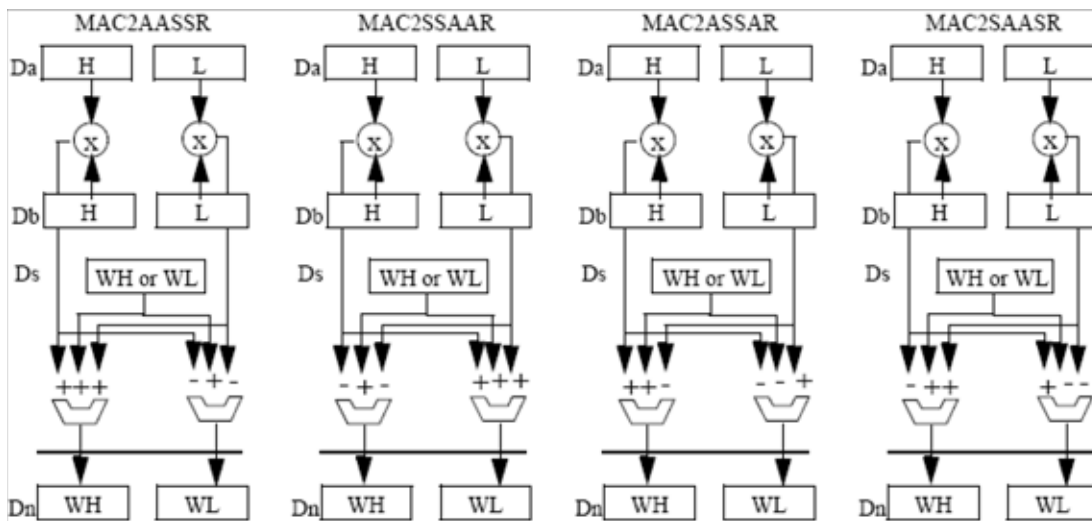 MAC2AASSR MAC2SSAAR MAC2ASSAR MAC2SAASR
Da H L Da H L Da H L Da H L
x x x x x x x x
Db H L Db H L Db H L Db H L
Ds WH or WL Ds WH or WL Ds WH or WL Ds WH or WL
+++ -+- -+- +++ ++- --+ -++ +--
Dn WH WL Dn WH WL Dn WH WL Dn WH WL